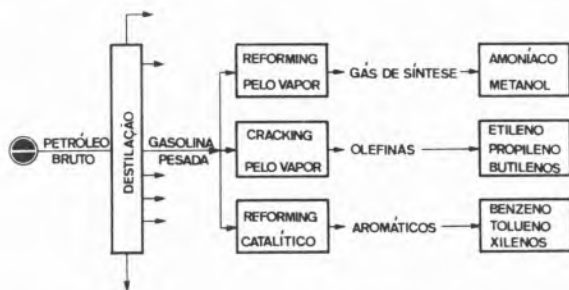 PETRÓLEO
BRUTO
DESTILAÇÃO
GASOLINA
PESADA
REFORMING
PELO VAPOR
GÁS DE SÍNTESE
AMONÍACO
METANOL
CRACKING
PELO VAPOR
OLEFINAS
ETILENO
PROPILENO
BUTILENOS
REFORMING
CATALÍTICO
AROMÁTICOS
BENZENO
TOLUENO
XILENOS